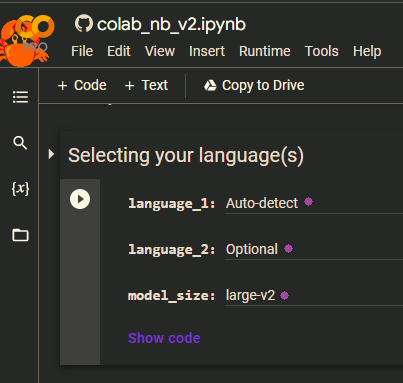 colab_nb_v2.ipynb
File Edit View Insert Runtime Tools Help
+ Code + Text Copy to Drive
Selecting your language(s)
{x}
language_1: Auto-detect
language_2: Optional
model_size: large-v2
Show code